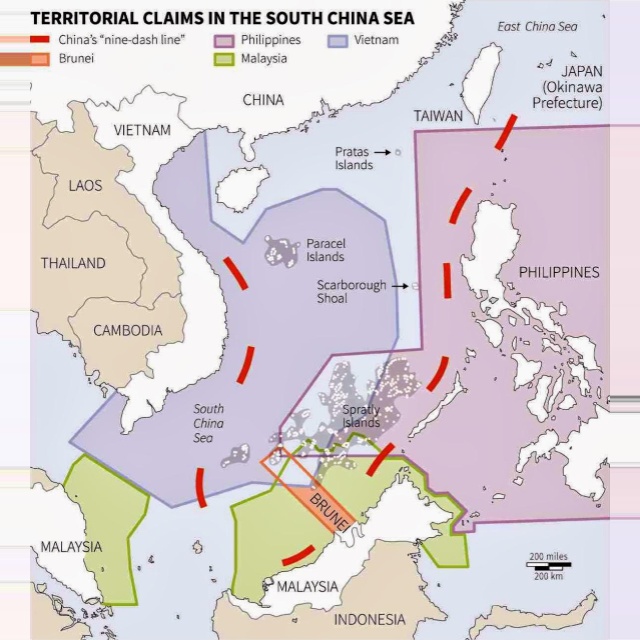 TERRITORIAL CLAIMS IN THE SOUTH CHINA SEA
China's "nine-dash line"
Philippines
Vietnam
Brunei
Malaysia
East China Sea
JAPAN
(Okinawa
Prefecture)
CHINA
TAIWAN
VIETNAM
Pratas
Islands
LAOS
Paracel
Islands
THAILAND
PHILIPPINES
Scarborough
Shoal
CAMBODIA
South
China
Sea
Spratly
Islands
BRUNEI
MALAYSIA
200 miles
200 km
MALAYSIA
INDONESIA